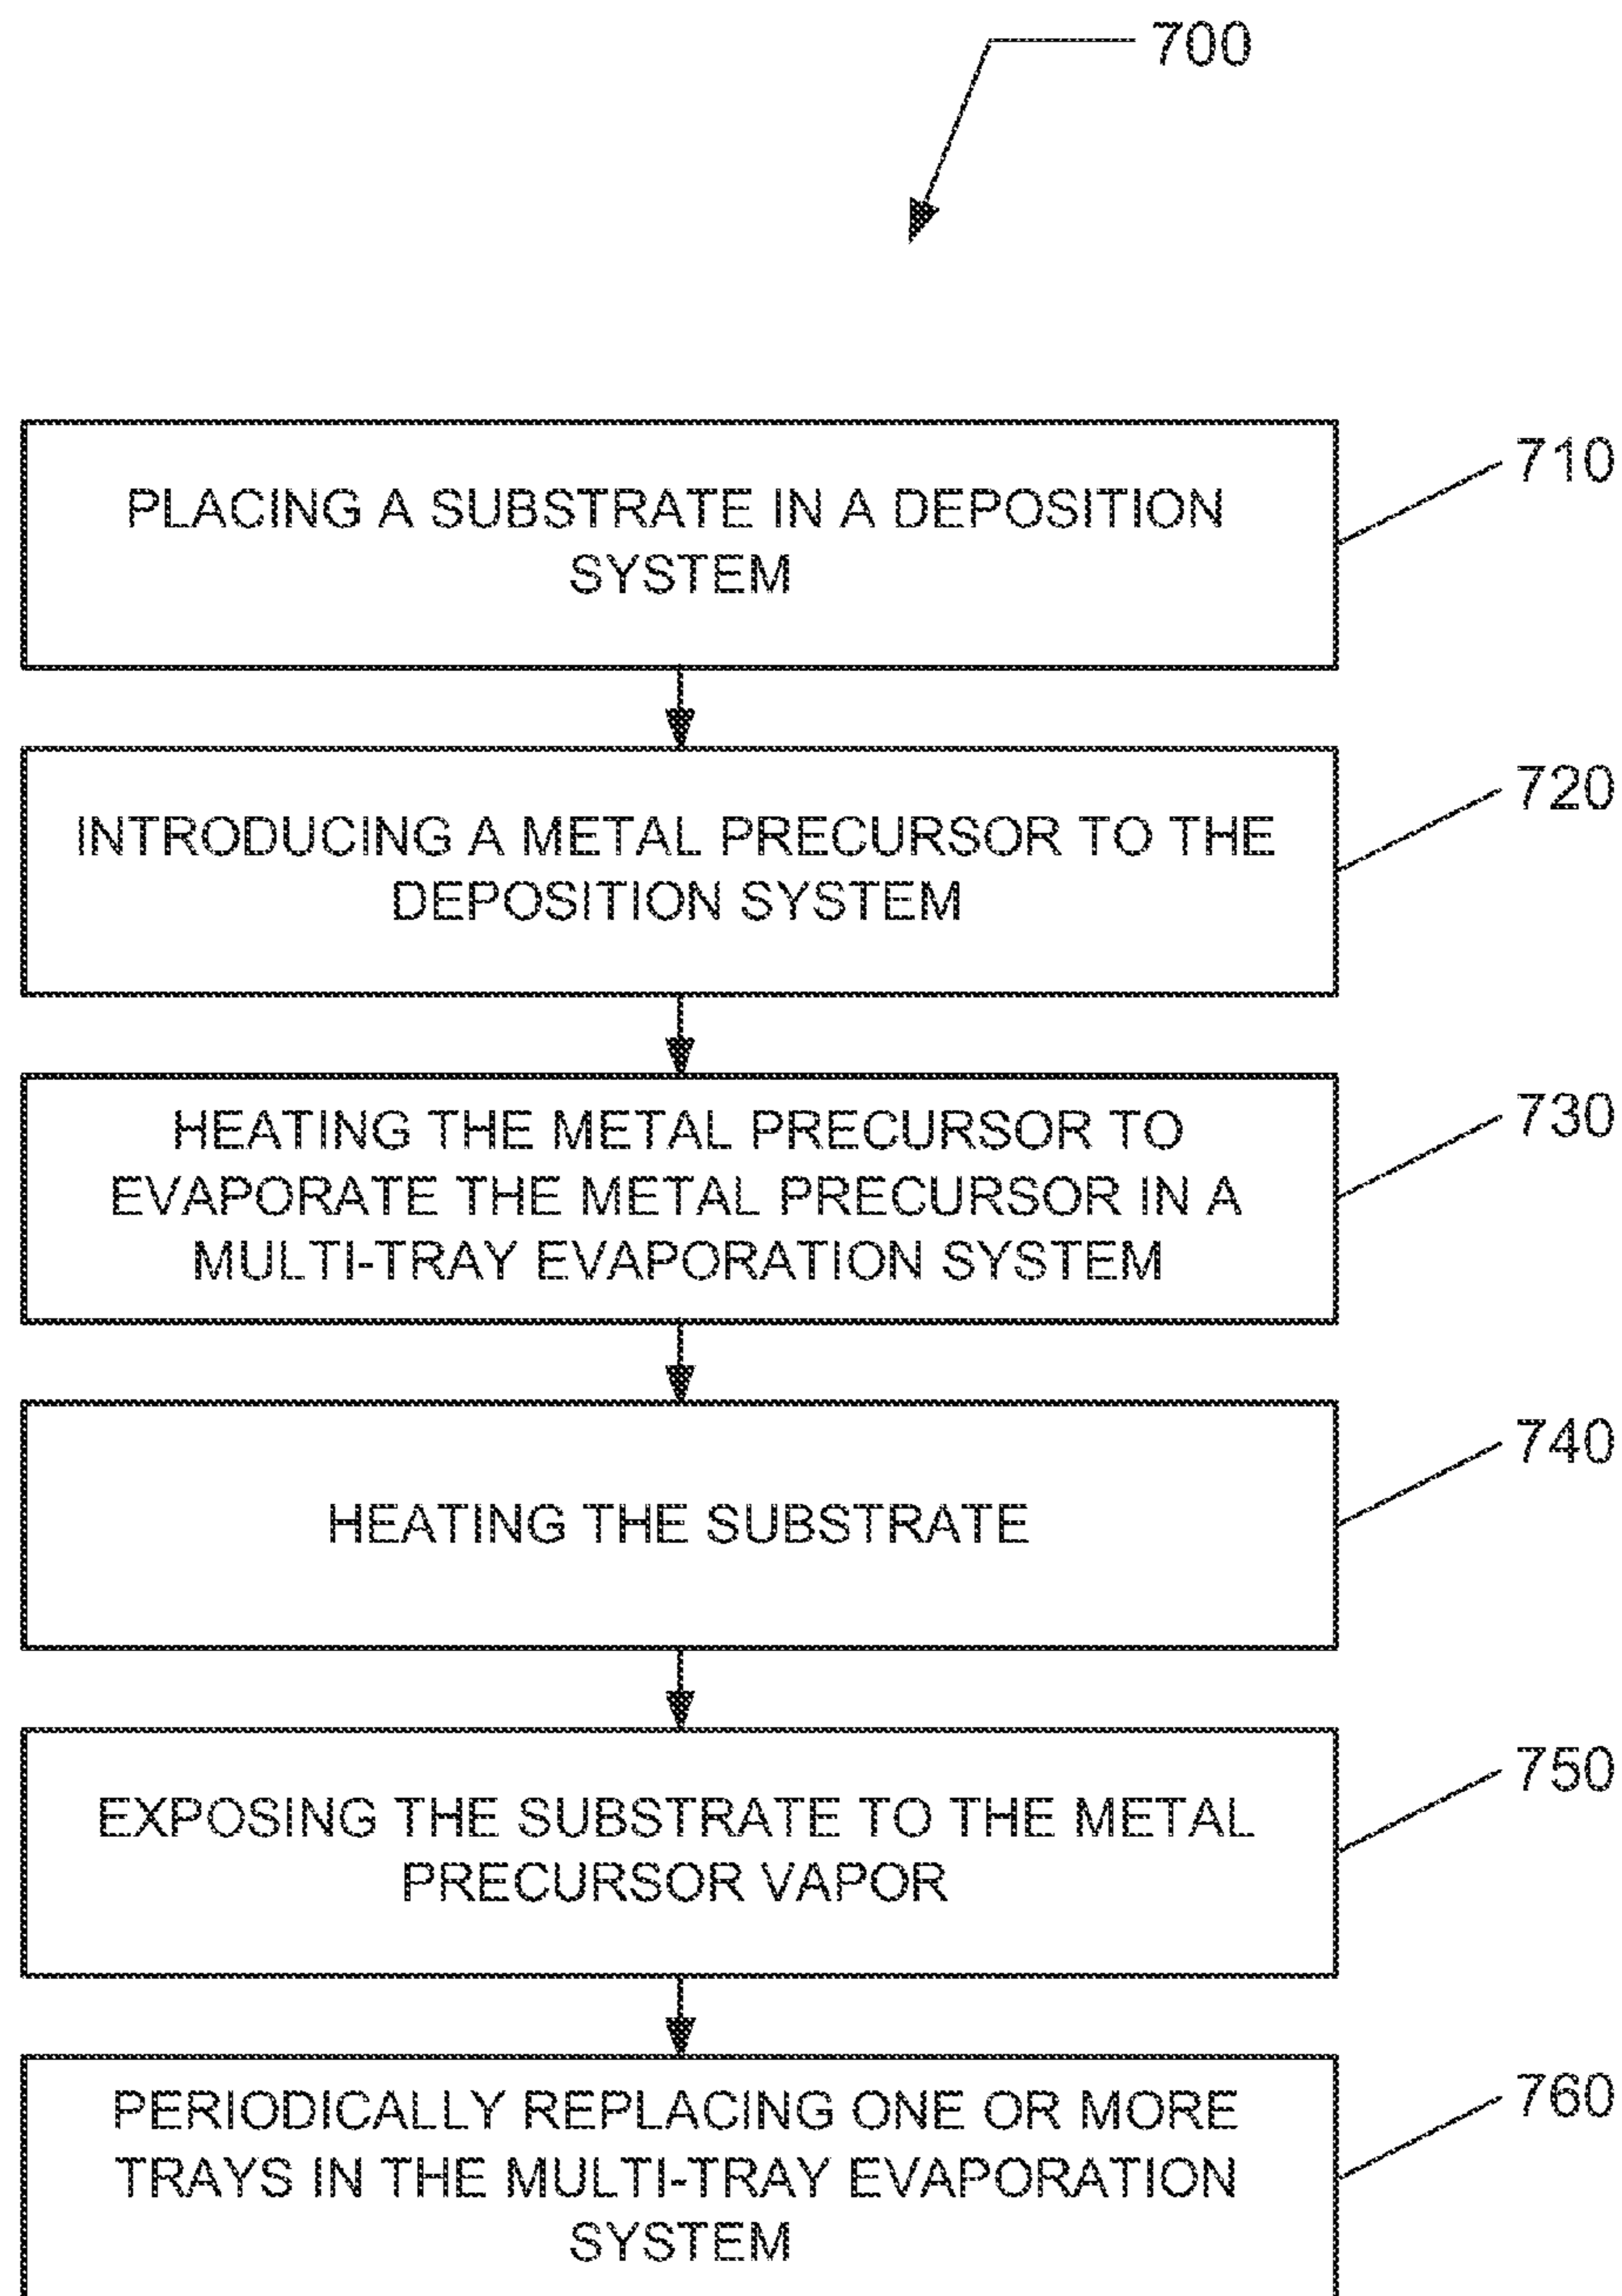 700
PLACING A SUBSTRATE IN A DEPOSITION
SYSTEM
710
INTRODUCING A METAL PRECURSOR TO THE
DEPOSITION SYSTEM
720
HEATING THE METAL PRECURSOR TO
EVAPORATE THE METAL PRECURSOR IN A
MULTI-TRAY EVAPORATION SYSTEM
730
HEATING THE SUBSTRATE
740
EXPOSING THE SUBSTRATE TO THE METAL
PRECURSOR VAPOR
750
PERIODICALLY REPLACING ONE OR MORE
TRAYS IN THE MULTI-TRAY EVAPORATION
SYSTEM
760